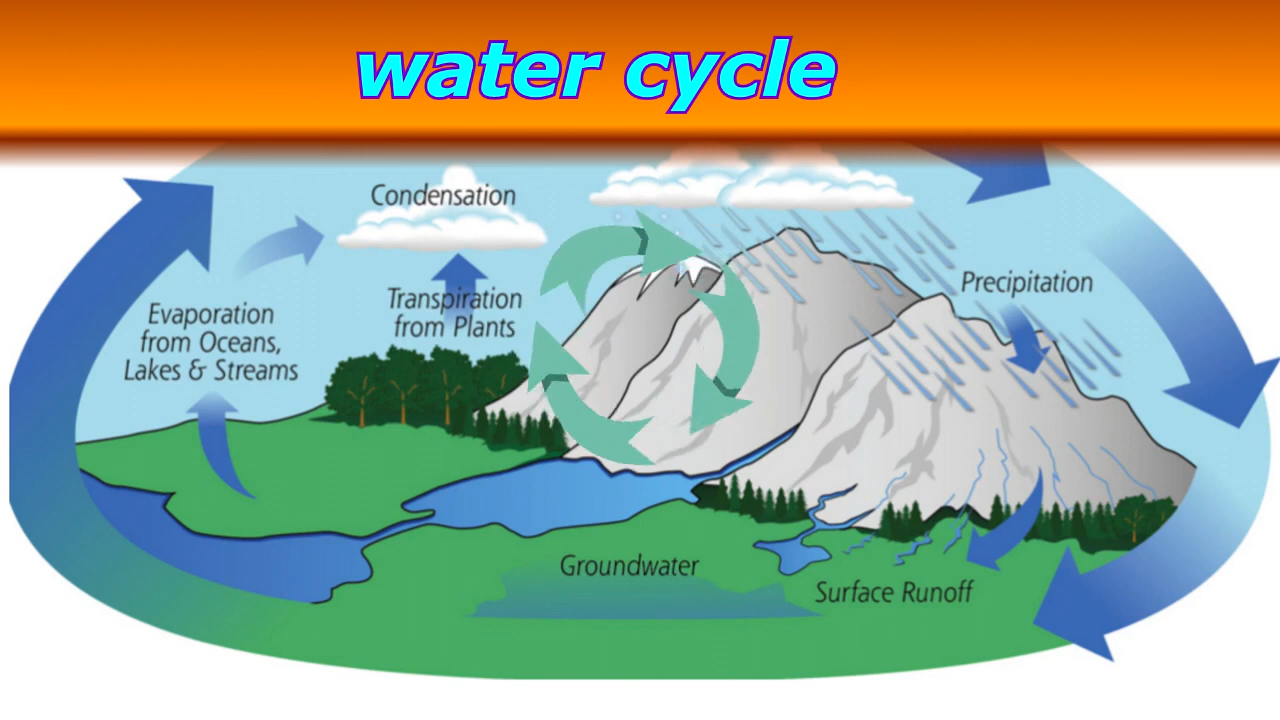 water cycle
Condensation
Precipitation
Transpiration
from Plants
Evaporation
from Oceans,
Lakes & Streams
Groundwater
Surface Runoff